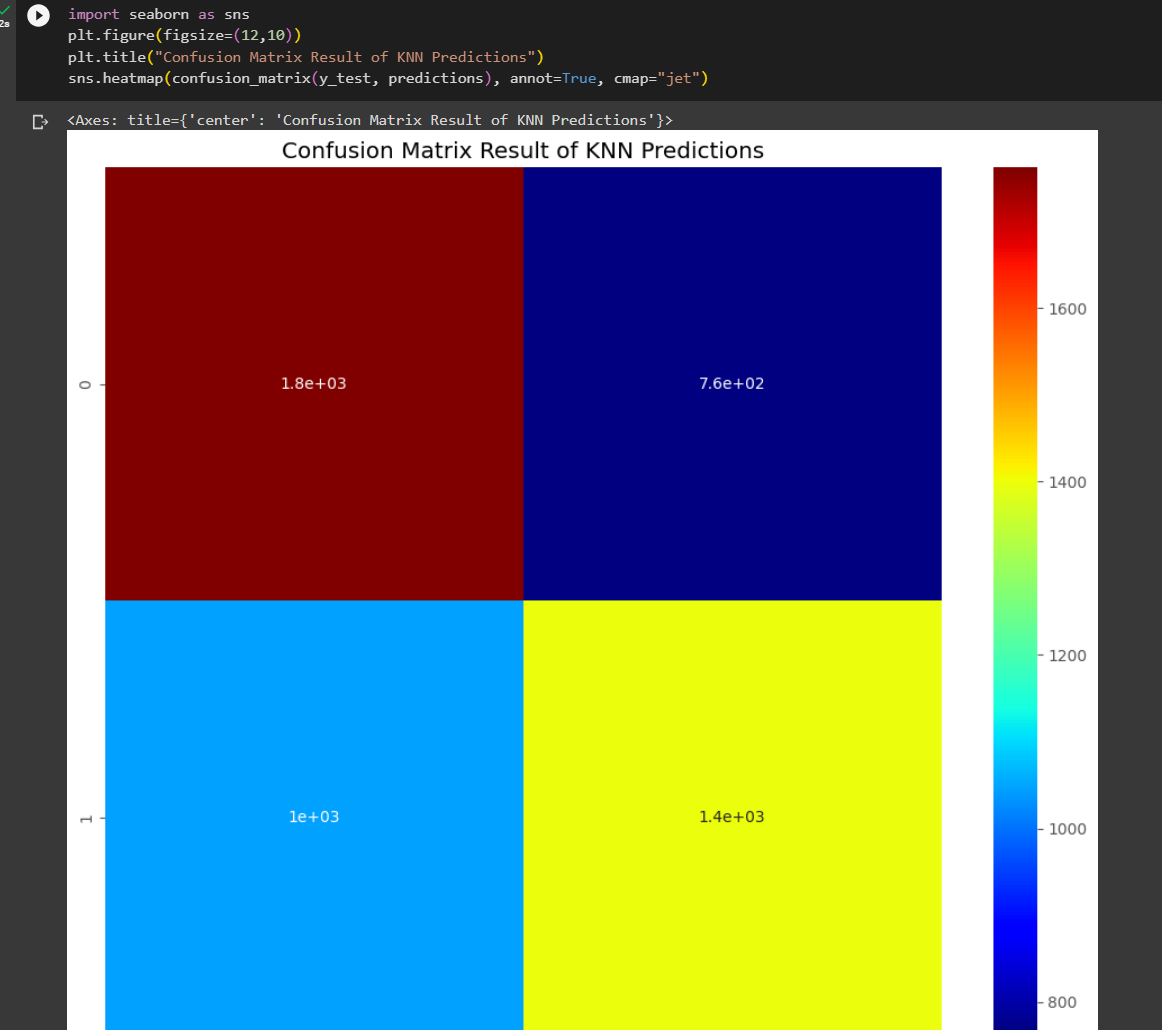 import seaborn as sns
2s
plt.figure(figsize=(12,10))
plt.title("Confusion Matrix Result of KNN Predictions")
sns.heatmap(confusion_matrix(y_test, predictions), annot=True, cmap="jet")
<Axes: title={'center': 'Confusion Matrix Result of KNN Predictions'}>
Confusion Matrix Result of KNN Predictions
1600
0
1.8e+03
7.6e+02
1400
1200
1
1e+03
1.4e+03
1000
800